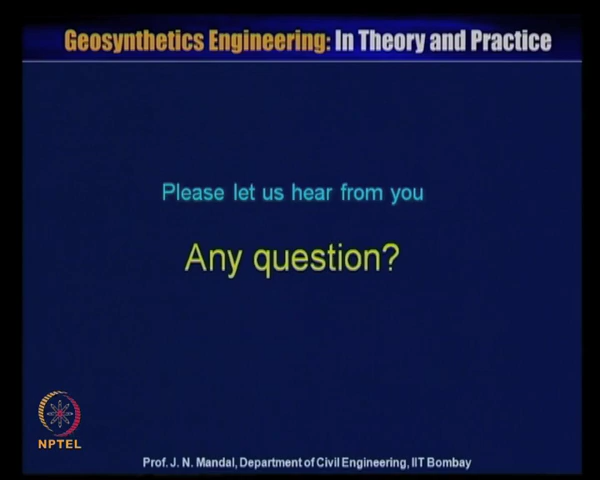 Geosynthetics Engineering: In Theory and Practice
Please let us hear from you
Any question?
NPTEL
Prof. J. N. Mandal, Department of Civil Engineering, IIT Bombay